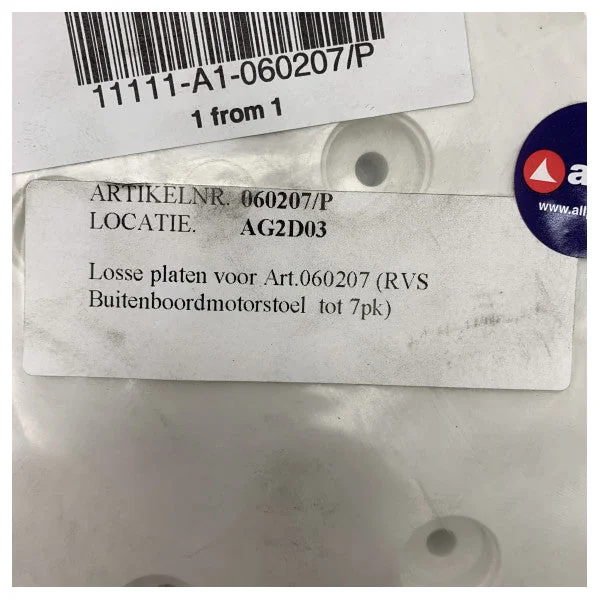 11111-A1-060207/P
1 from 1
www.all
ARTIKELNR. 060207/P
LOCATIE. AG2D03
Losse platen voor Art.060207 (RVS
Buitenboordmotorstoel tot 7pk)